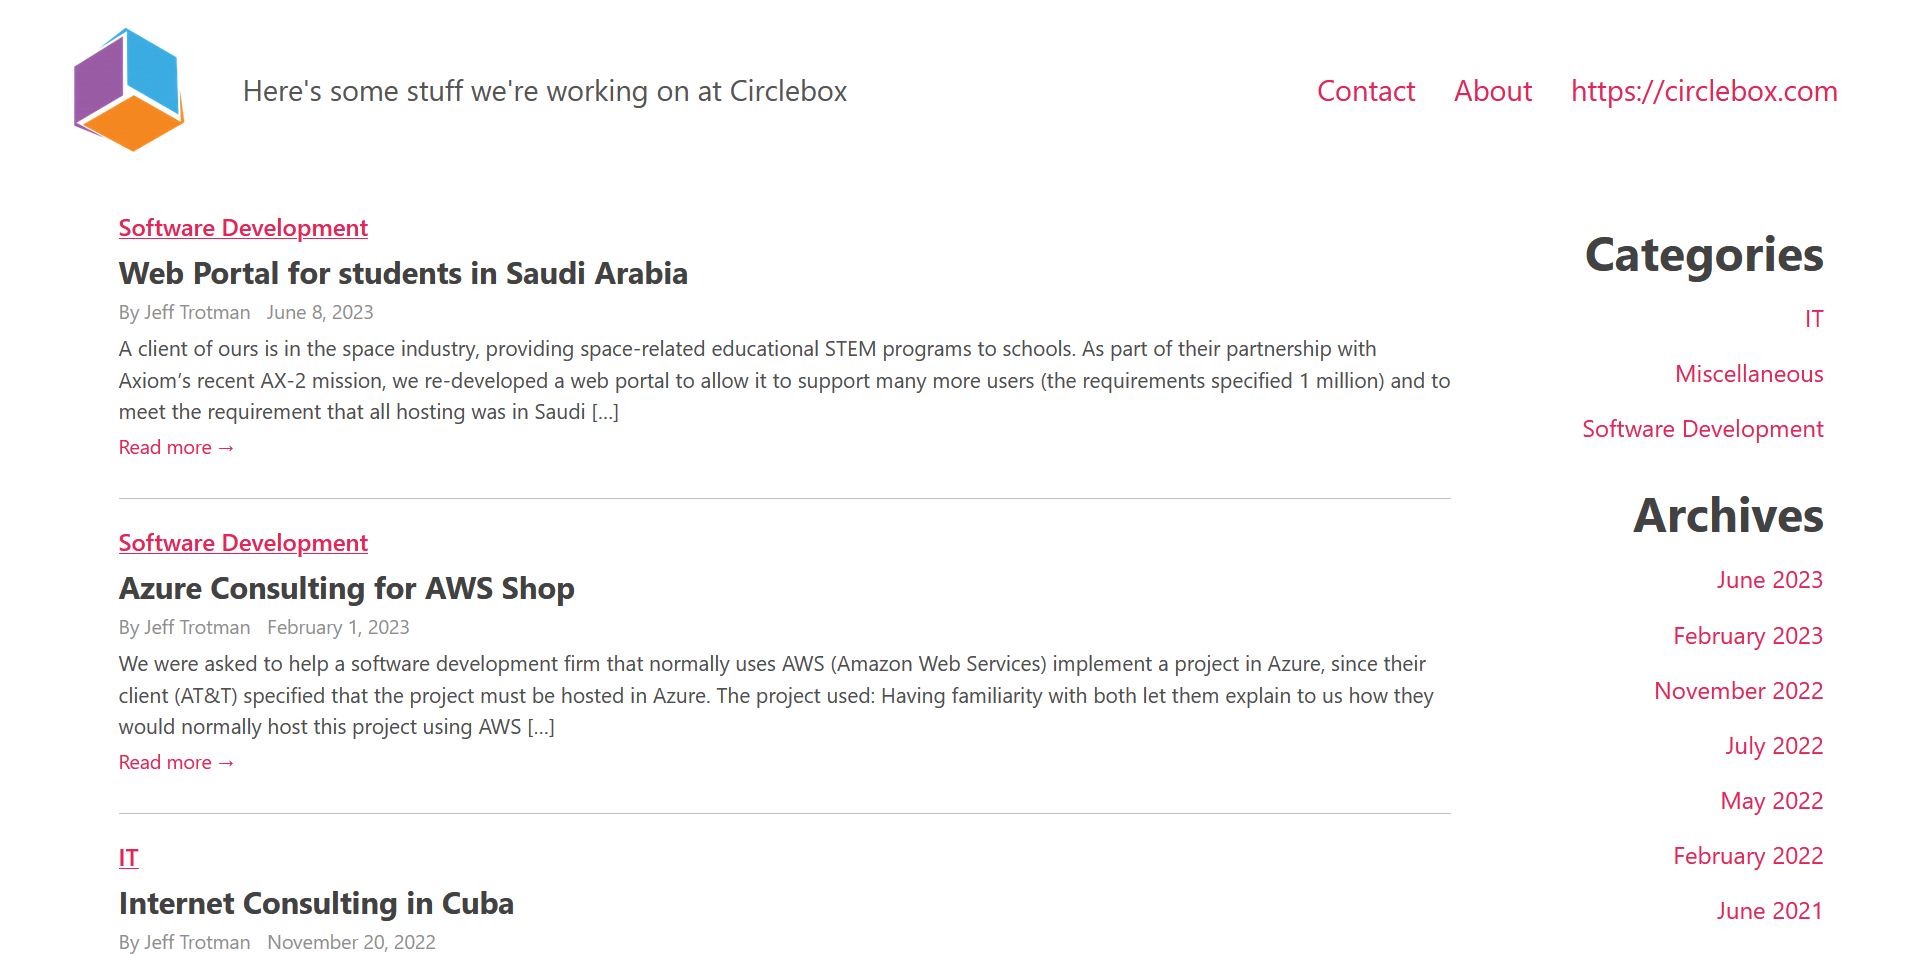 Here's some stuff we're working on at Circlebox
Contact About https://circlebox.com
Software Development
Web Portal for students in Saudi Arabia
By Jeff Trotman June 8, 2023
A client of ours is in the space industry, providing space-related educational STEM programs to schools. As part of their partnership with
Axiom’s recent AX-2 mission, we re-developed a web portal to allow it to support many more users (the requirements specified 1 million) and to
meet the requirement that all hosting was in Saudi […]
Read more →
Software Development
Azure Consulting for AWS Shop
By Jeff Trotman February 1, 2023
We were asked to help a software development firm that normally uses AWS (Amazon Web Services) implement a project in Azure, since their
client (AT&T) specified that the project must be hosted in Azure. The project used: Having familiarity with both let them explain to us how they
would normally host this project using AWS […]
Read more →
IT
Internet Consulting in Cuba
By Jeff Trotman November 20, 2022
Categories
IT
Miscellaneous
Software Development
Archives
June 2023
February 2023
November 2022
July 2022
May 2022
February 2022
June 2021